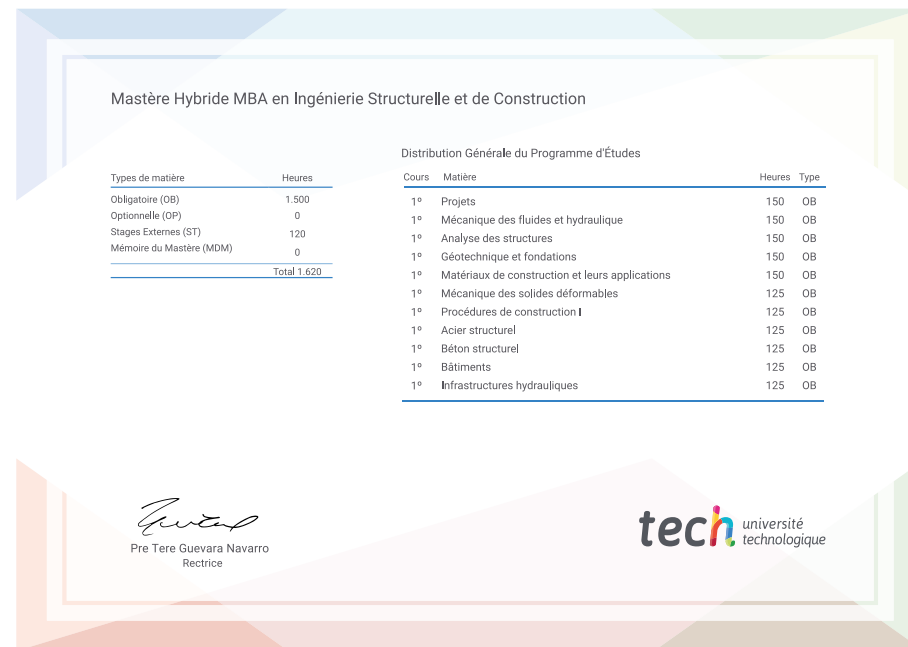 Mastère Hybride MBA en Ingénierie Structurelle et de Construction
Types de matière Heures
Obligatoire (OB) 1.500
Optionnelle (OP) 0
Stages Externes (ST) 120
Mémoire du Mastère (MDM) 0
Total 1.620
Distribution Générale du Programme d'Études
Cours Matière Heures Type
1º Projets 150 OB
1º Mécanique des fluides et hydraulique 150 OB
1º Analyse des structures 150 OB
1º Géotechnique et fondations 150 OB
1º Matériaux de construction et leurs applications 150 OB
1º Mécanique des solides déformables 125 OB
1º Procédures de construction I 125 OB
1º Acier structurel 125 OB
1º Béton structurel 125 OB
1º Bâtiments 125 OB
1º Infrastructures hydrauliques 125 OB
Pre Tere Guevara Navarro
Rectrice
tech université
technologique